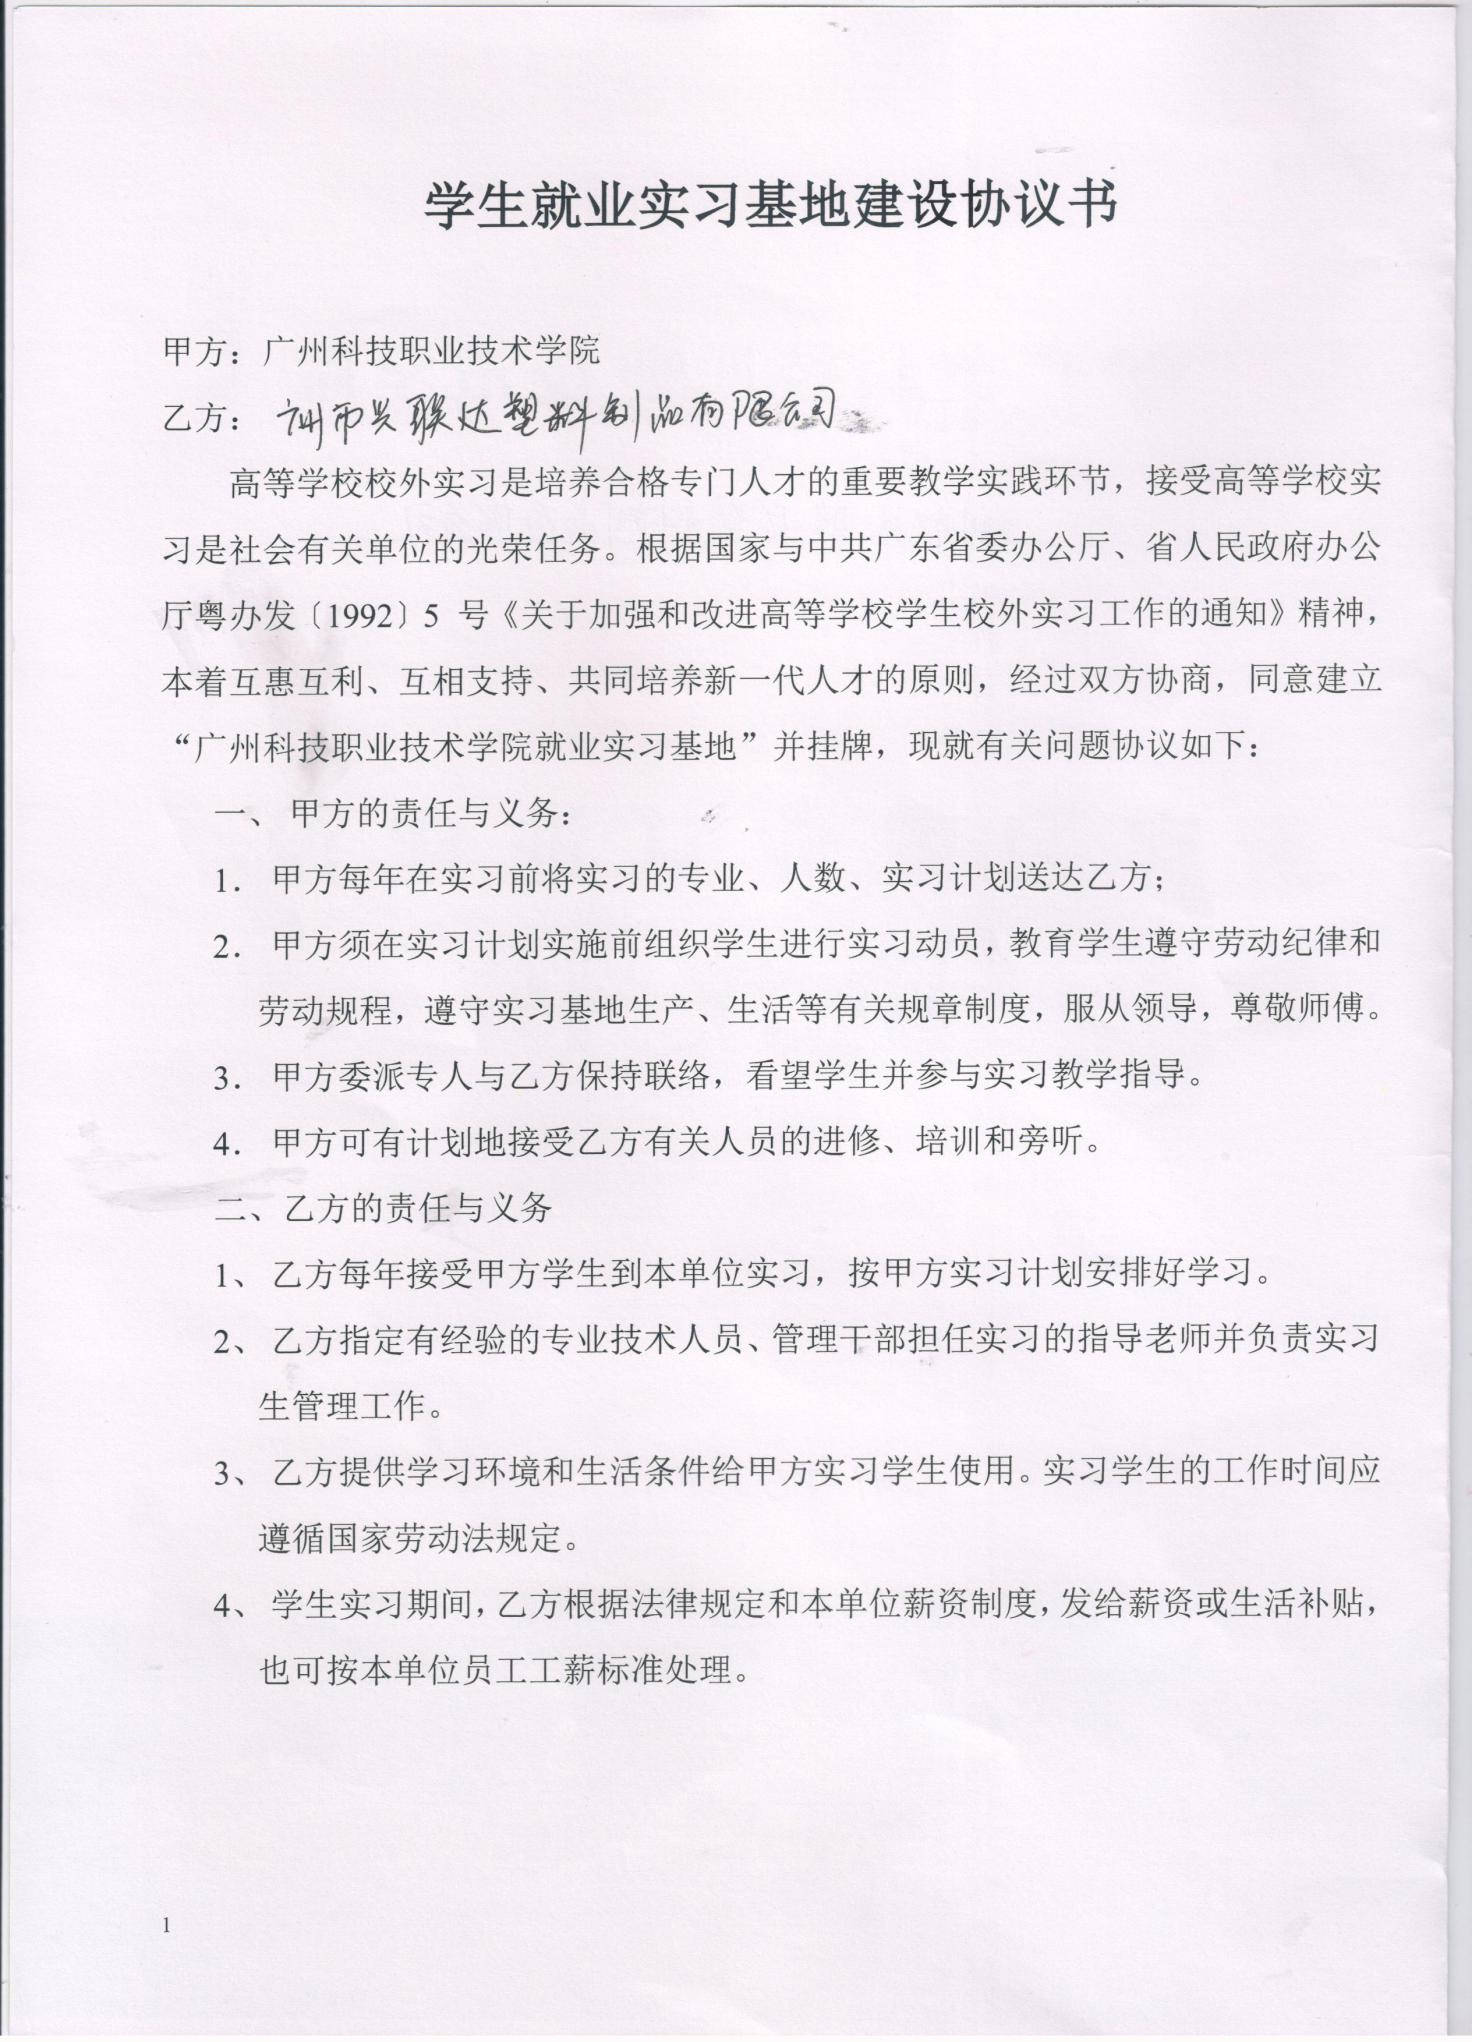 学生就业实习基地建设协议书
甲方：广州科技职业技术学院
乙方：市兴联达塑料制品有限公司
高等学校校外实习是培养合格专门人才的重要教学实践环节，接受高等学校实
习是社会有关单位的光荣任务。根据国家与中共广东省委办公厅、省人民政府办公
厅粤办发〔1992〕5 号《关于加强和改进高等学校学生校外实习工作的通知》精神，
本着互惠互利、互相支持、共同培养新一代人才的原则，经过双方协商，同意建立
“广州科技职业技术学院就业实习基地”并挂牌，现就有关问题协议如下：
一、 甲方的责任与义务：
1. 甲方每年在实习前将实习的专业、人数、实习计划送达乙方；
2. 甲方须在实习计划实施前组织学生进行实习动员，教育学生遵守劳动纪律和
劳动规程，遵守实习基地生产、生活等有关规章制度，服从领导，尊敬师傅。
3. 甲方委派专人与乙方保持联络，看望学生并参与实习教学指导。
4. 甲方可有计划地接受乙方有关人员的进修、培训和旁听。
二、乙方的责任与义务
1、 乙方每年接受甲方学生到本单位实习，按甲方实习计划安排好学习。
2、 乙方指定有经验的专业技术人员、管理干部担任实习的指导老师并负责实习
生管理工作。
3、 乙方提供学习环境和生活条件给甲方实习学生使用。实习学生的工作时间应
遵循国家劳动法规定。
4、 学生实习期间，乙方根据法律规定和本单位薪资制度，发给薪资或生活补贴，
也可按本单位员工工薪标准处理。
1